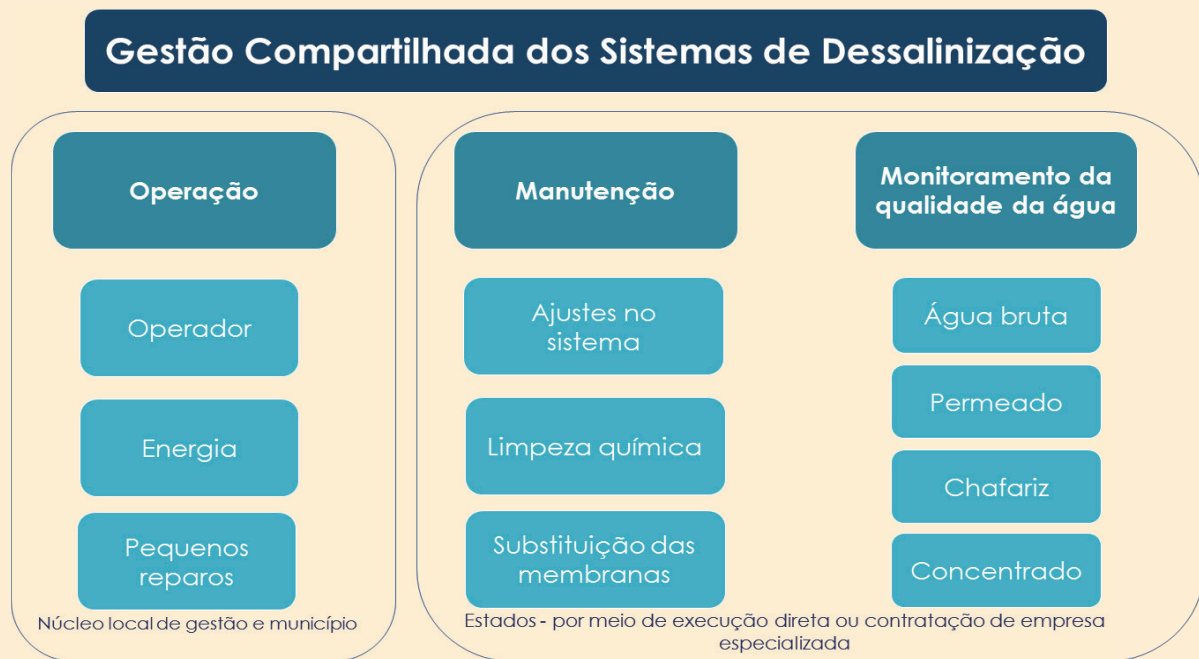 Gestão Compartilhada dos Sistemas de Dessalinização
Operação
Operador
Energia
Pequenos
reparos
Núcleo local de gestão e município
Manutenção
Ajustes no
sistema
Limpeza química
Substituição das
membranas
Monitoramento da
qualidade da água
Água bruta
Permeado
Chafariz
Concentrado
Estados - por meio de execução direta ou contratação de empresa
especializada